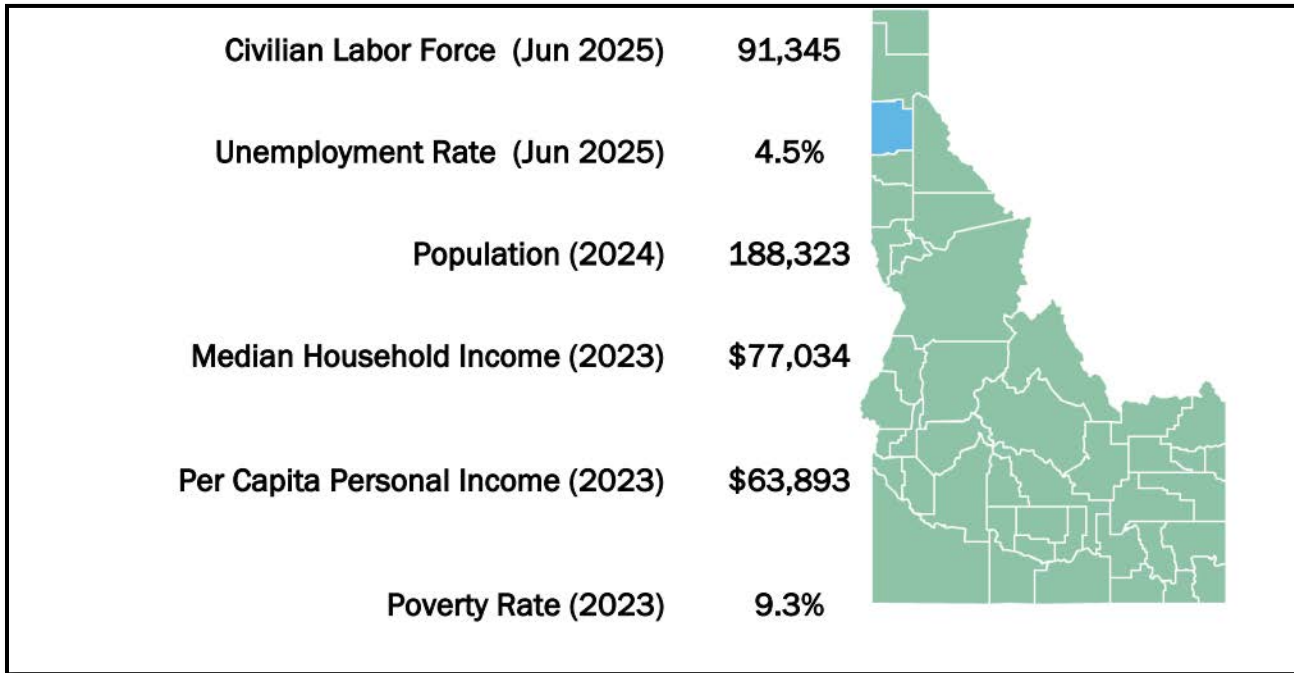 Civilian Labor Force (Jun 2025) 91,345
Unemployment Rate (Jun 2025) 4.5%
Population (2024) 188,323
Median Household Income (2023) $77,034
Per Capita Personal Income (2023) $63,893
Poverty Rate (2023) 9.3%